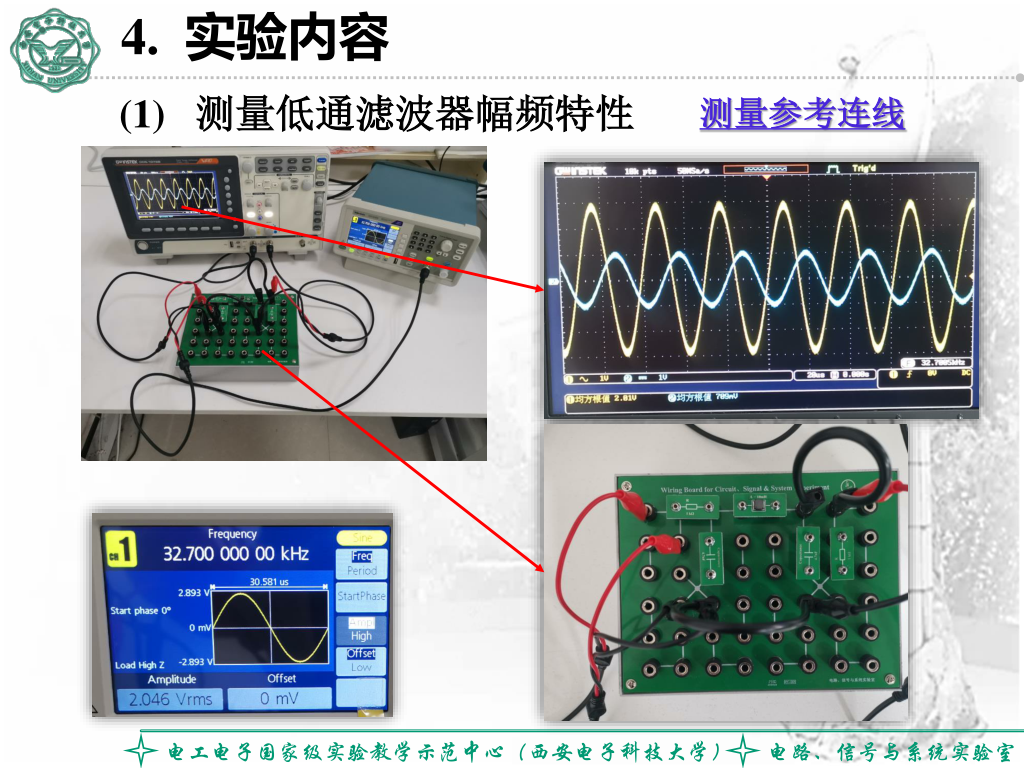 4. 实验内容
(1) 测量低通滤波器幅频特性 测量参考连线
GWINSTEK 10k pts 50MSa/s Trig'd
32.7005kHz
1V 1V 20us 0.000s 0V DC
均方根值 2.01V 均方根值 709mV
Wiring Board for Circuit、Signal & System Experiment
CH 1
Frequency
32.700 000 00 kHz
30.581 us
2.893 V
Start phase 0°
0 mV
Load High Z
-2.893 V
Amplitude Offset
2.046 Vrms 0 mV
Sine
Freq
Period
StartPhase
Ampl
High
Offset
Low
电工电子国家级实验教学示范中心(西安电子科技大学) 电路、信号与系统实验室